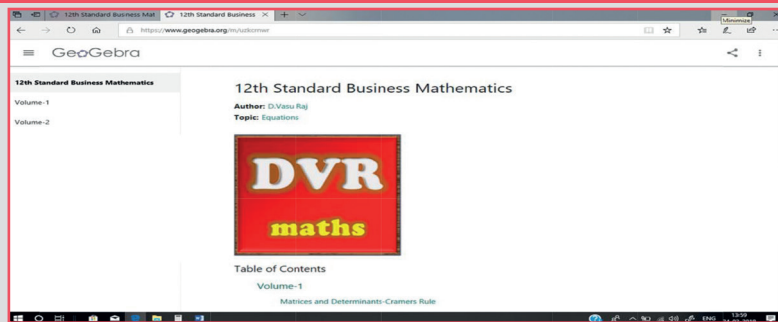 12th Standard Business Mat
12th Standard Business
Minimize
https://www.geogebra.org/m/uzkcrnwr
GeoGebra
12th Standard Business Mathematics
Volume-1
Volume-2
12th Standard Business Mathematics
Author: D.Vasu Raj
Topic: Equations
DVR
maths
Table of Contents
Volume-1
Matrices and Determinants-Cramers Rule
ENG
13:59